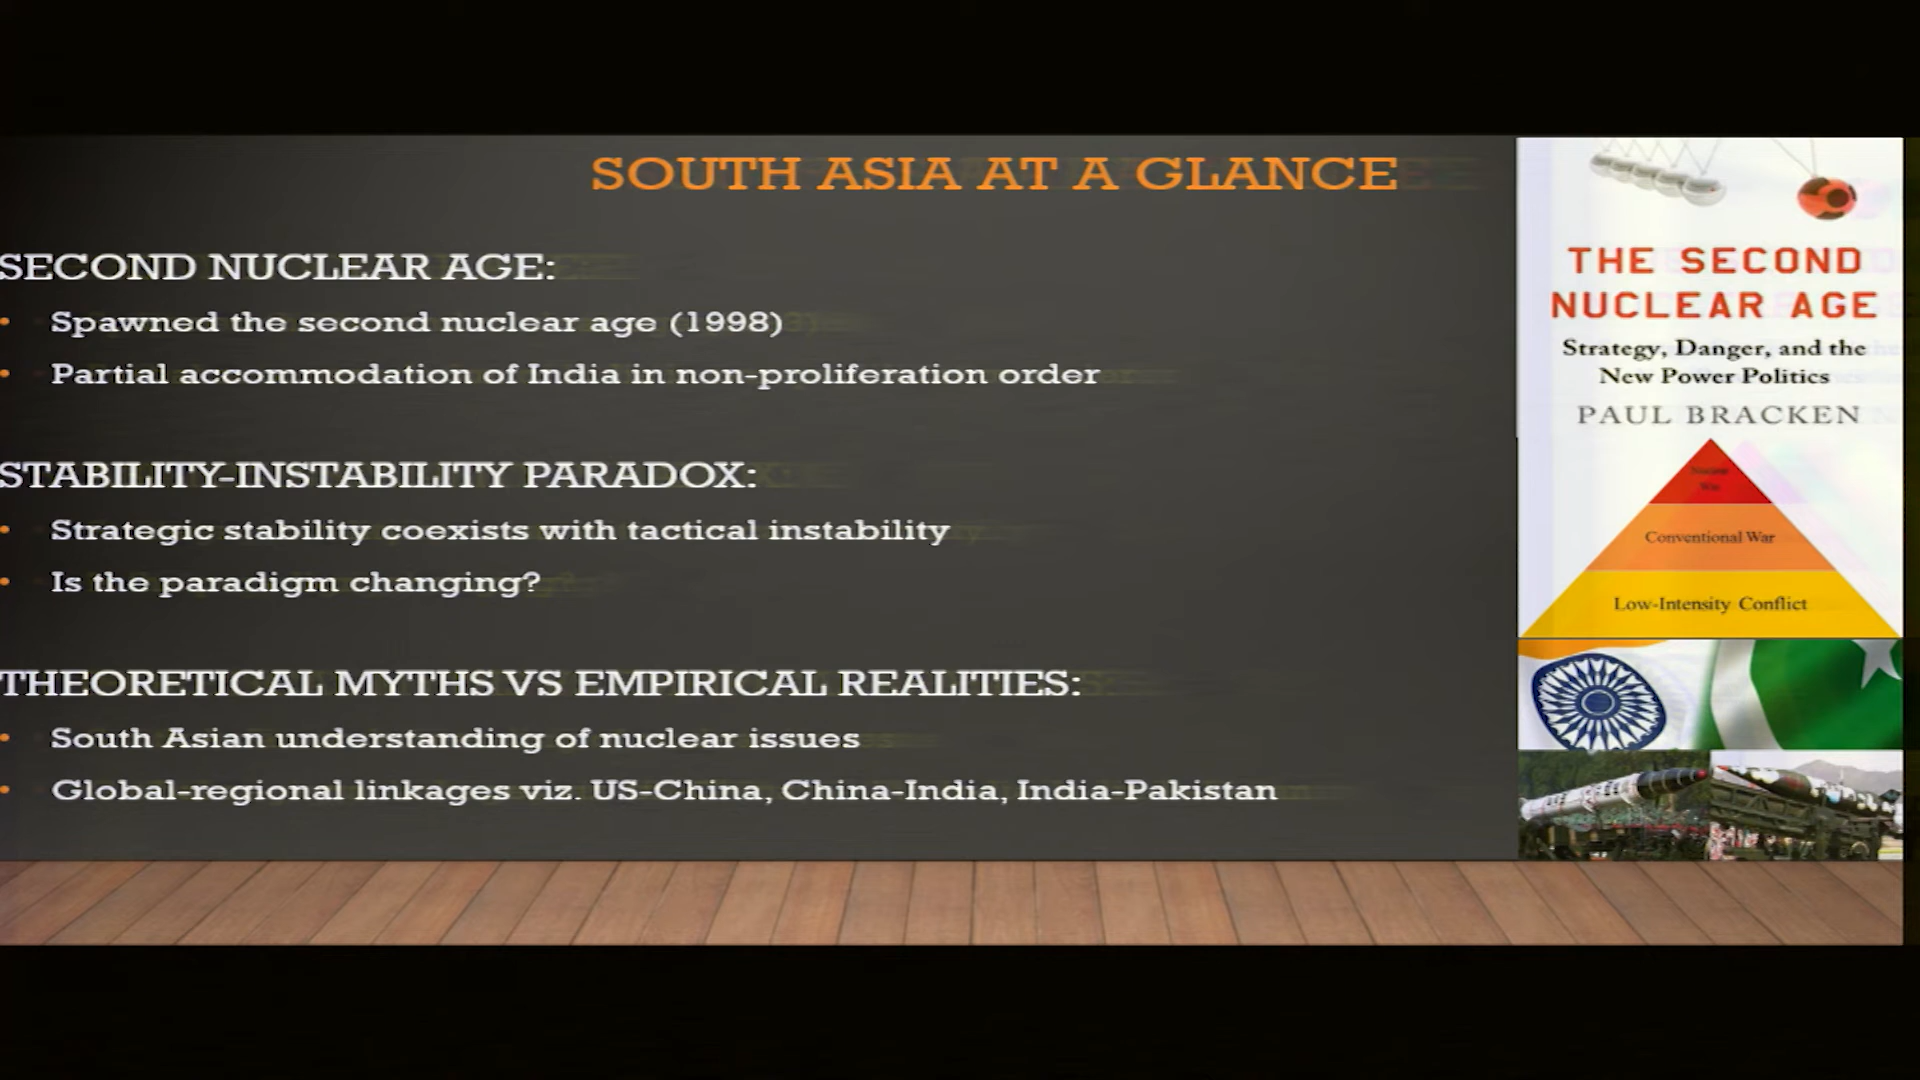 SOUTH ASIA AT A GLANCE
SECOND NUCLEAR AGE:
• Spawned the second nuclear age (1998)
• Partial accommodation of India in non-proliferation order
STABILITY-INSTABILITY PARADOX:
• Strategic stability coexists with tactical instability
• Is the paradigm changing?
THEORETICAL MYTHS VS EMPIRICAL REALITIES:
• South Asian understanding of nuclear issues
• Global-regional linkages viz. US-China, China-India, India-Pakistan
THE SECOND
NUCLEAR AGE
Strategy, Danger, and the
New Power Politics
PAUL BRACKEN
Nuclear
War
Conventional War
Low-Intensity Conflict